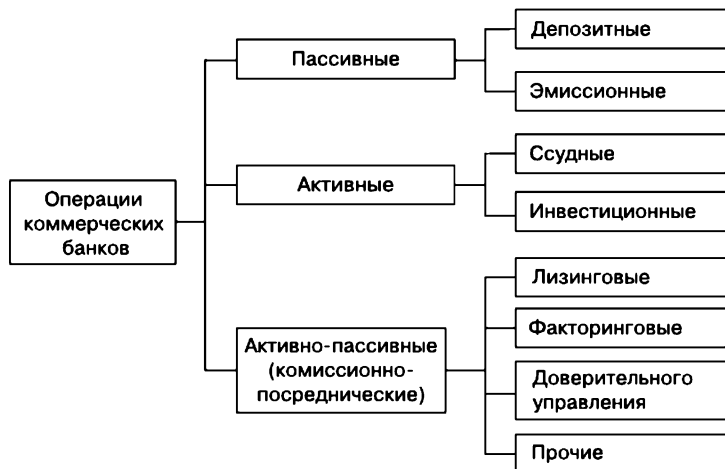 Операции
коммерческих
банков
Пассивные
Депозитные
Эмиссионные
Активные
Ссудные
Инвестиционные
Активно-пассивные
(комиссионно-
посреднические)
Лизинговые
Факторинговые
Доверительного
управления
Прочие